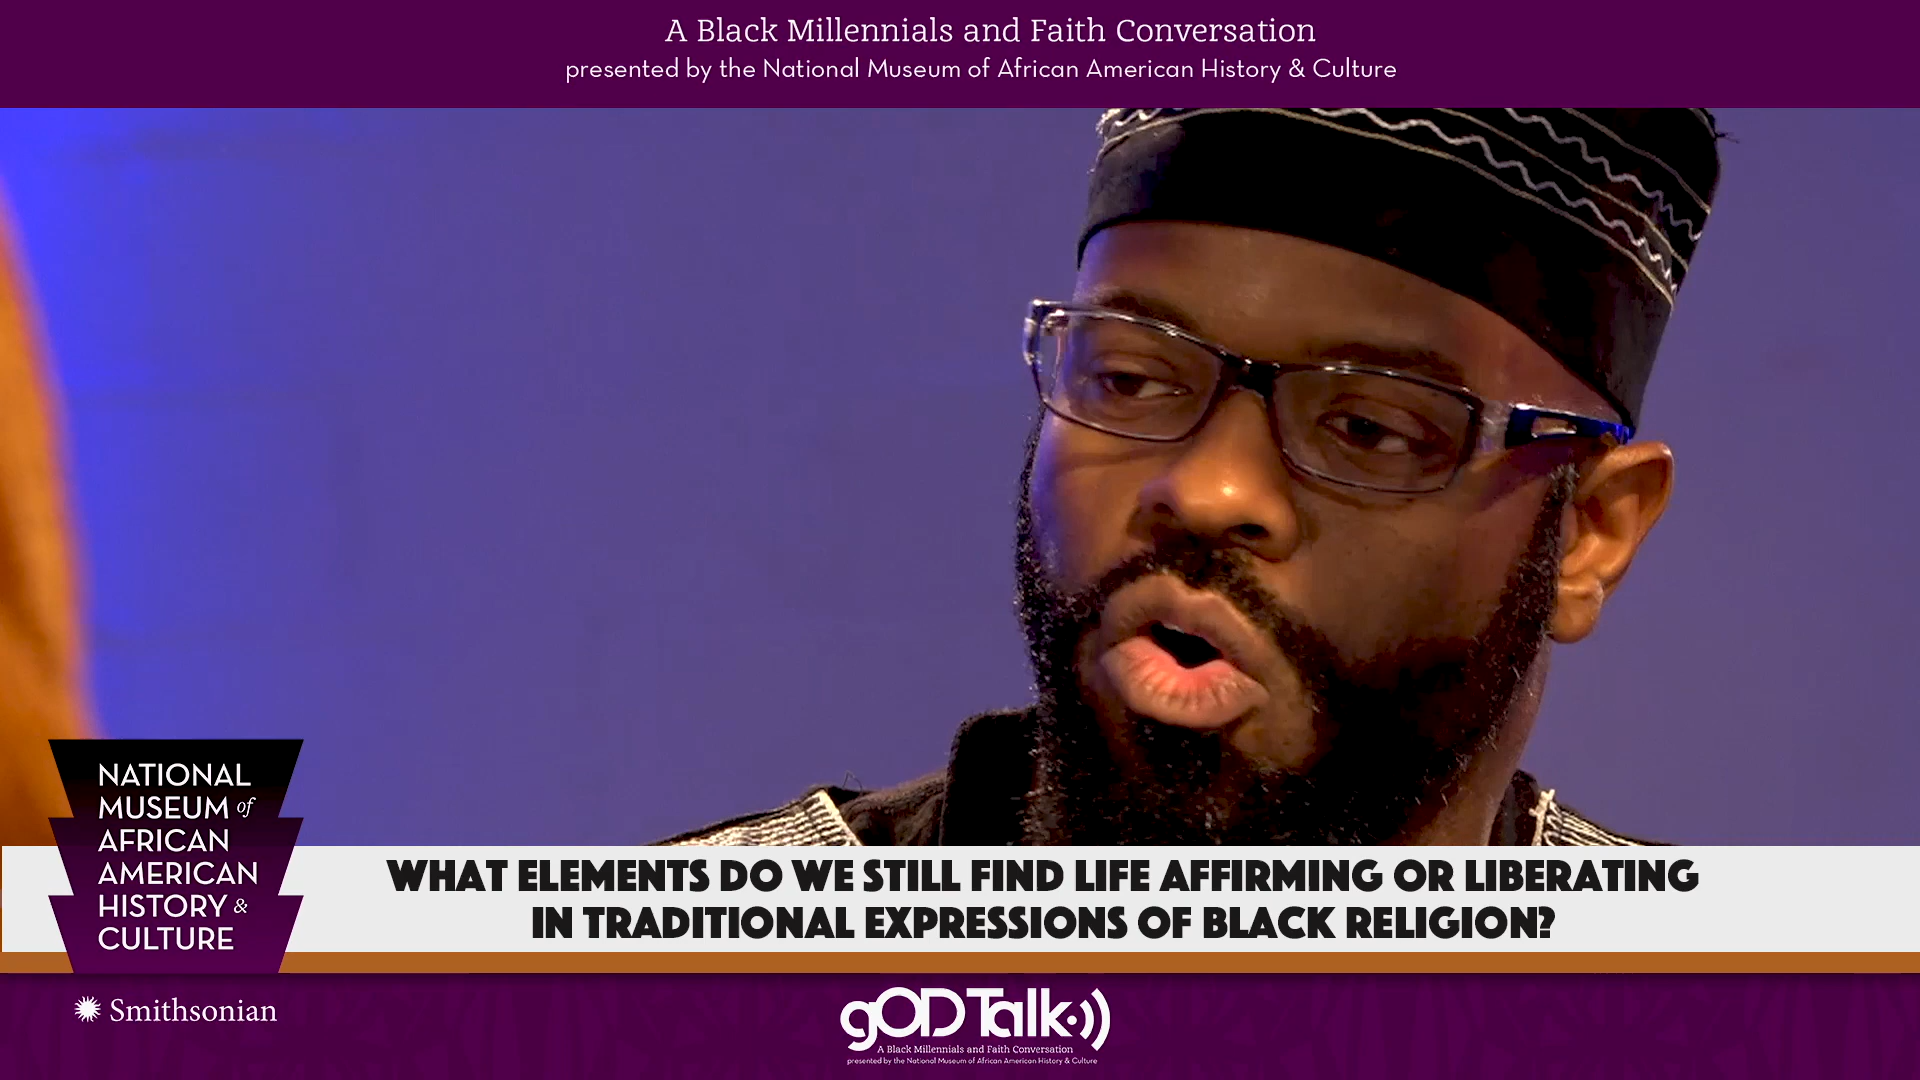 A Black Millennials and Faith Conversation
presented by the National Museum of African American History & Culture
NATIONAL
MUSEUM of
AFRICAN
AMERICAN
HISTORY &
CULTURE
WHAT ELEMENTS DO WE STILL FIND LIFE AFFIRMING OR LIBERATING
IN TRADITIONAL EXPRESSIONS OF BLACK RELIGION?
Smithsonian
gODTalk
A Black Millennials and Faith Conversation
presented by the National Museum of African American History & Culture